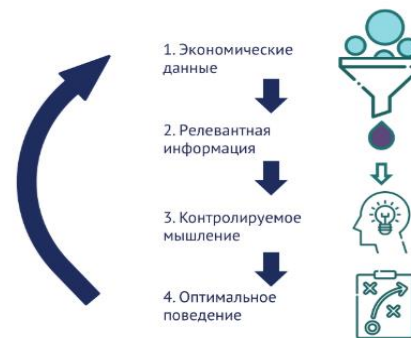 1. Экономические
данные
2. Релевантная
информация
3. Контролируемое
мышление
4. Оптимальное
поведение